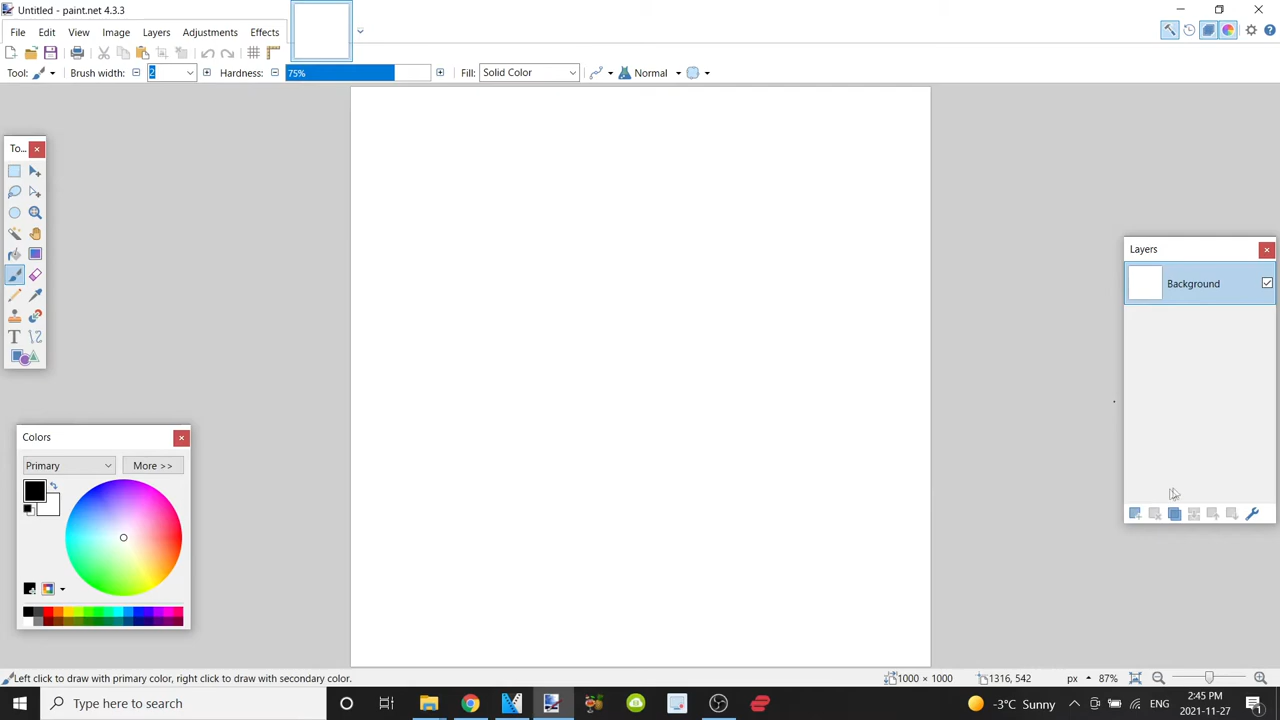 Untitled - paint.net 4.3.3
File Edit View Image Layers Adjustments Effects
Tool: Brush width: 2 Hardness: 75% Fill: Solid Color Normal
To...
Layers
Background
Colors
Primary More >>
Left click to draw with primary color, right click to draw with secondary color. 1000 × 1000 1316, 542 px 87%
Type here to search -3°C Sunny ENG 2:45 PM
2021-11-27 1